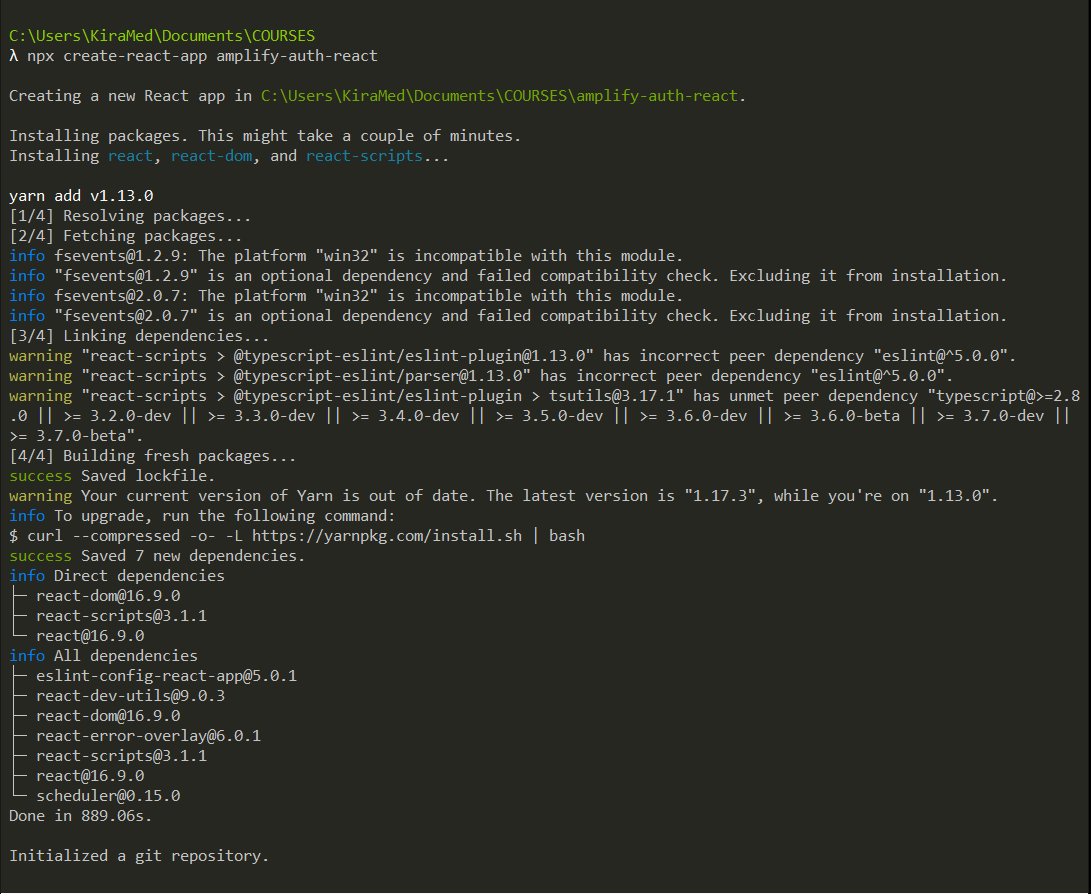 C:\Users\KiraMed\Documents\COURSES
λ npx create-react-app amplify-auth-react
Creating a new React app in C:\Users\KiraMed\Documents\COURSES\amplify-auth-react.
Installing packages. This might take a couple of minutes.
Installing react, react-dom, and react-scripts...
yarn add v1.13.0
[1/4] Resolving packages...
[2/4] Fetching packages...
info fsevents@1.2.9: The platform "win32" is incompatible with this module.
info "fsevents@1.2.9" is an optional dependency and failed compatibility check. Excluding it from installation.
info fsevents@2.0.7: The platform "win32" is incompatible with this module.
info "fsevents@2.0.7" is an optional dependency and failed compatibility check. Excluding it from installation.
[3/4] Linking dependencies...
warning "react-scripts > @typescript-eslint/eslint-plugin@1.13.0" has incorrect peer dependency "eslint@^5.0.0".
warning "react-scripts > @typescript-eslint/parser@1.13.0" has incorrect peer dependency "eslint@^5.0.0".
warning "react-scripts > @typescript-eslint/eslint-plugin > tsutils@3.17.1" has unmet peer dependency "typescript@>=2.8
.0 || >= 3.2.0-dev || >= 3.3.0-dev || >= 3.4.0-dev || >= 3.5.0-dev || >= 3.6.0-dev || >= 3.6.0-beta || >= 3.7.0-dev ||
>= 3.7.0-beta".
[4/4] Building fresh packages...
success Saved lockfile.
warning Your current version of Yarn is out of date. The latest version is "1.17.3", while you're on "1.13.0".
info To upgrade, run the following command:
$ curl --compressed -o- -L https://yarnpkg.com/install.sh | bash
success Saved 7 new dependencies.
info Direct dependencies
├─ react-dom@16.9.0
├─ react-scripts@3.1.1
└─ react@16.9.0
info All dependencies
├─ eslint-config-react-app@5.0.1
├─ react-dev-utils@9.0.3
├─ react-dom@16.9.0
├─ react-error-overlay@6.0.1
├─ react-scripts@3.1.1
├─ react@16.9.0
└─ scheduler@0.15.0
Done in 889.06s.
Initialized a git repository.